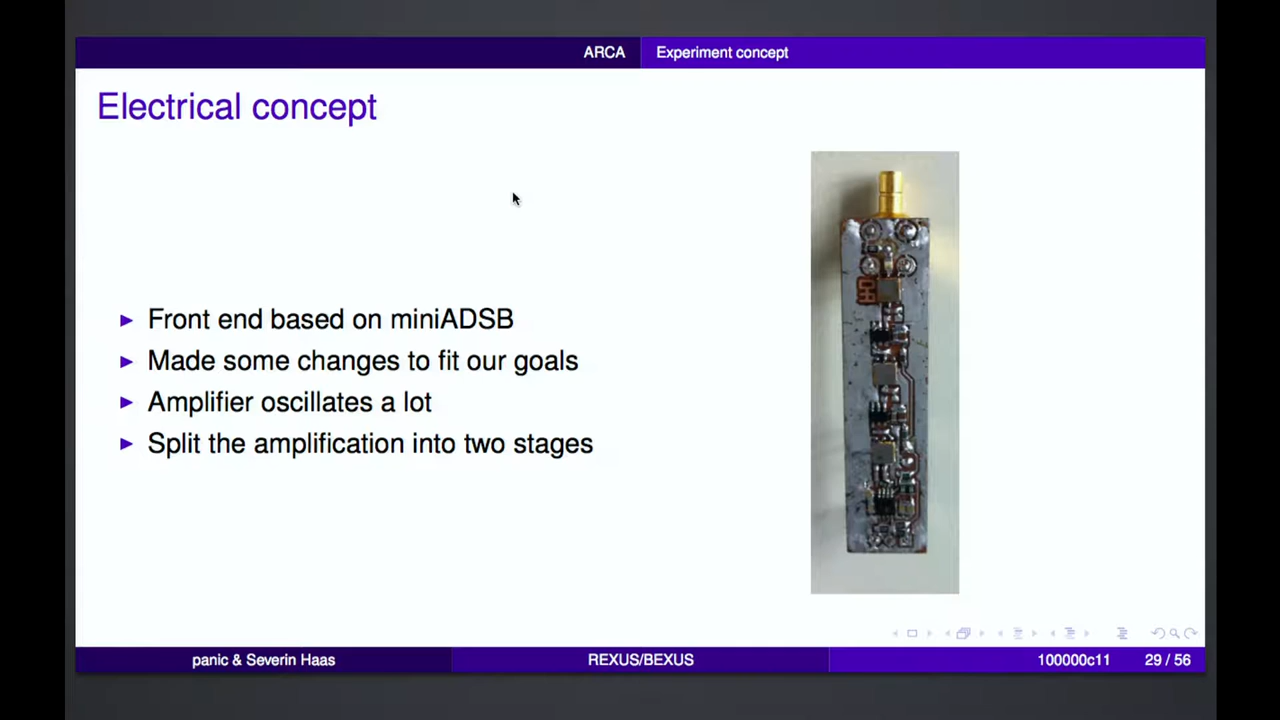 ARCA Experiment concept
Electrical concept
Front end based on miniADSB
Made some changes to fit our goals
Amplifier oscillates a lot
Split the amplification into two stages
panic & Severin Haas REXUS/BEXUS 100000c11 29 / 56